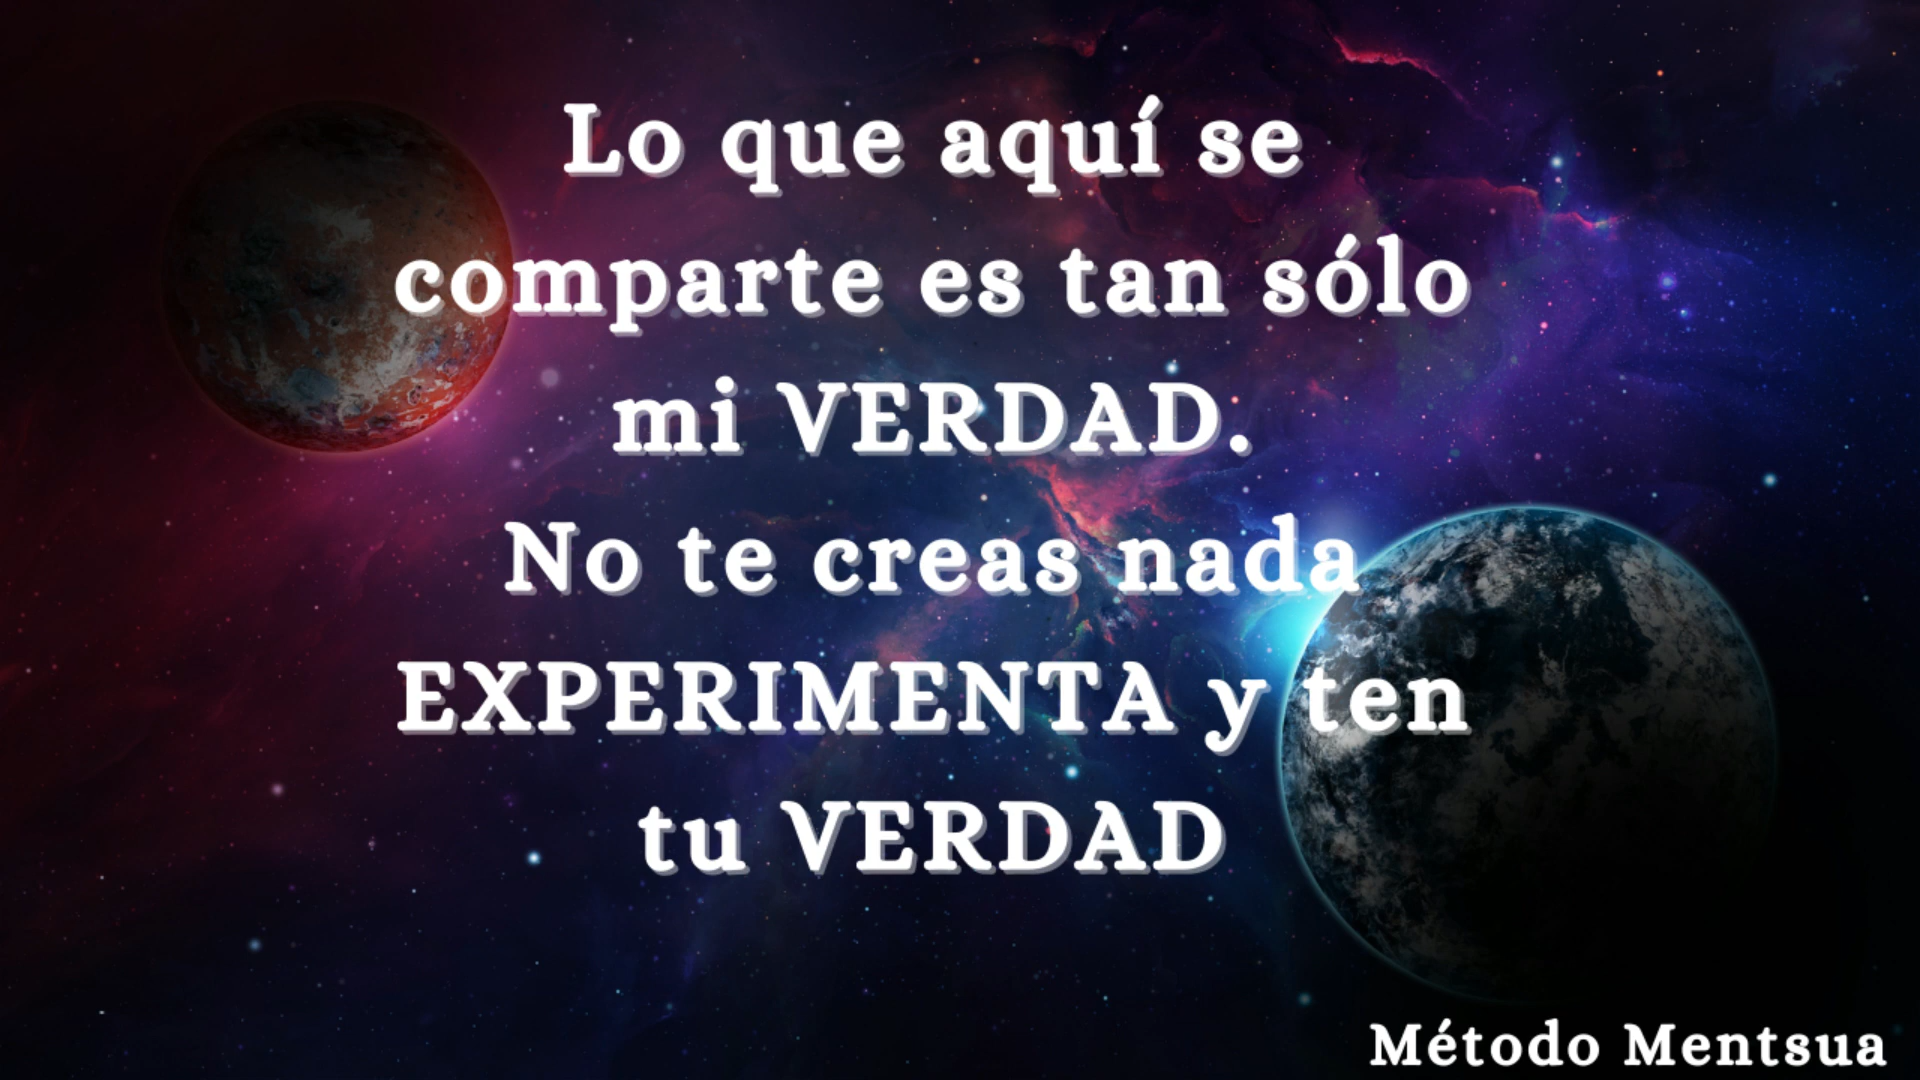 Lo que aquí se
comparte es tan sólo
mi VERDAD.
No te creas nada
EXPERIMENTA y ten
tu VERDAD
Método Mentsua